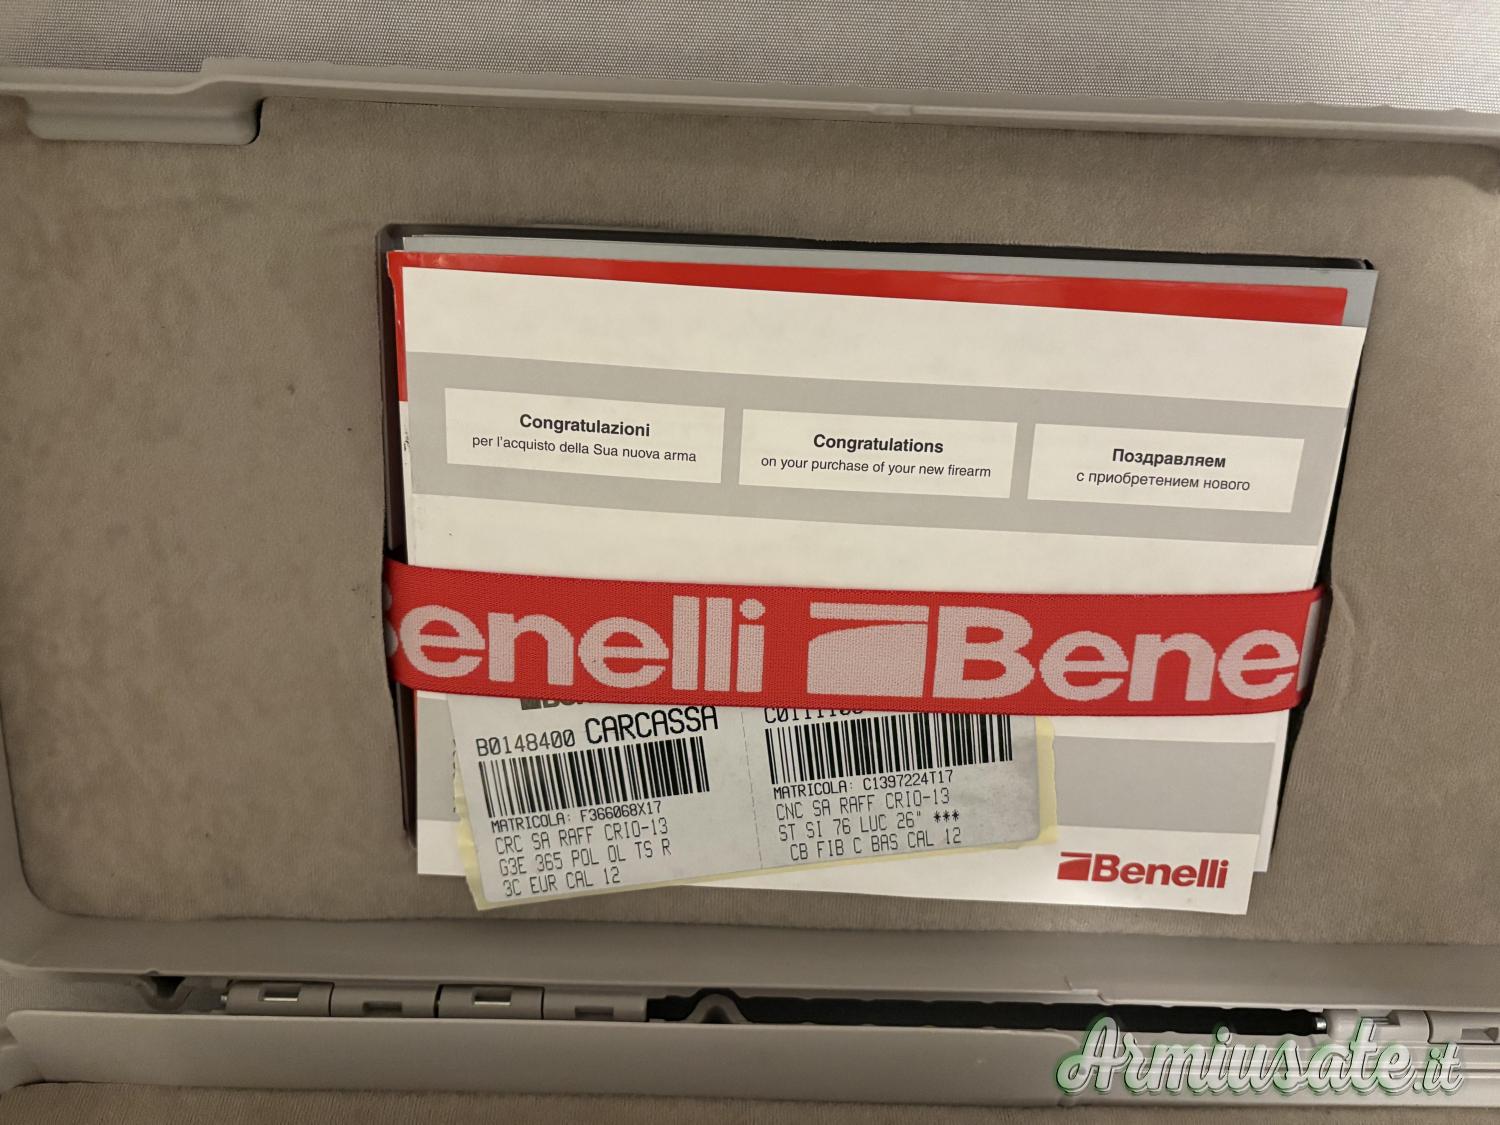 Congratulazioni
per l'acquisto della Sua nuova arma
Congratulations
on your purchase of your new firearm
Поздравляем
с приобретением нового
enelli Bene
B0148400 CARCASSA
MATRICOLA: F366068X17
CRC SA RAFF CRIO-13
G3E 365 POL OL TS R
3C EUR CAL 12
MATRICOLA: C1397224T17
CNC SA RAFF CRIO-13
ST SI 76 LUC 26" ***
CB FIB C BAS CAL 12
Benelli
Armiusate.it